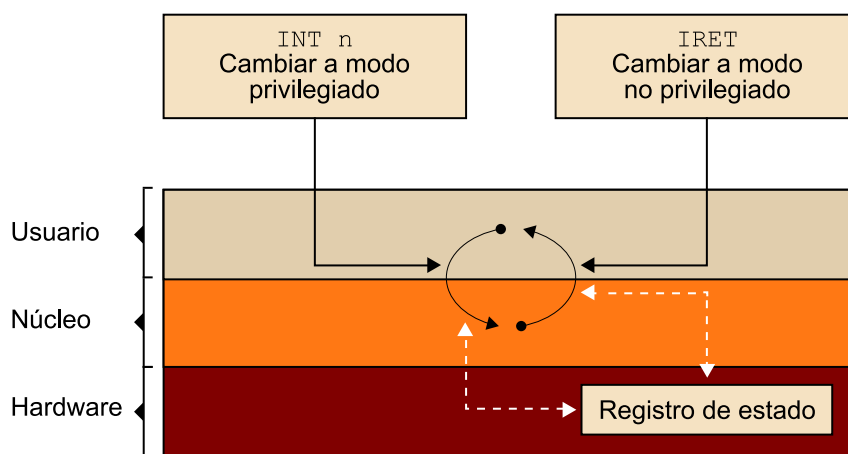 INT n
Cambiar a modo
privilegiado
IRET
Cambiar a modo
no privilegiado
Usuario
Núcleo
Hardware
Registro de estado